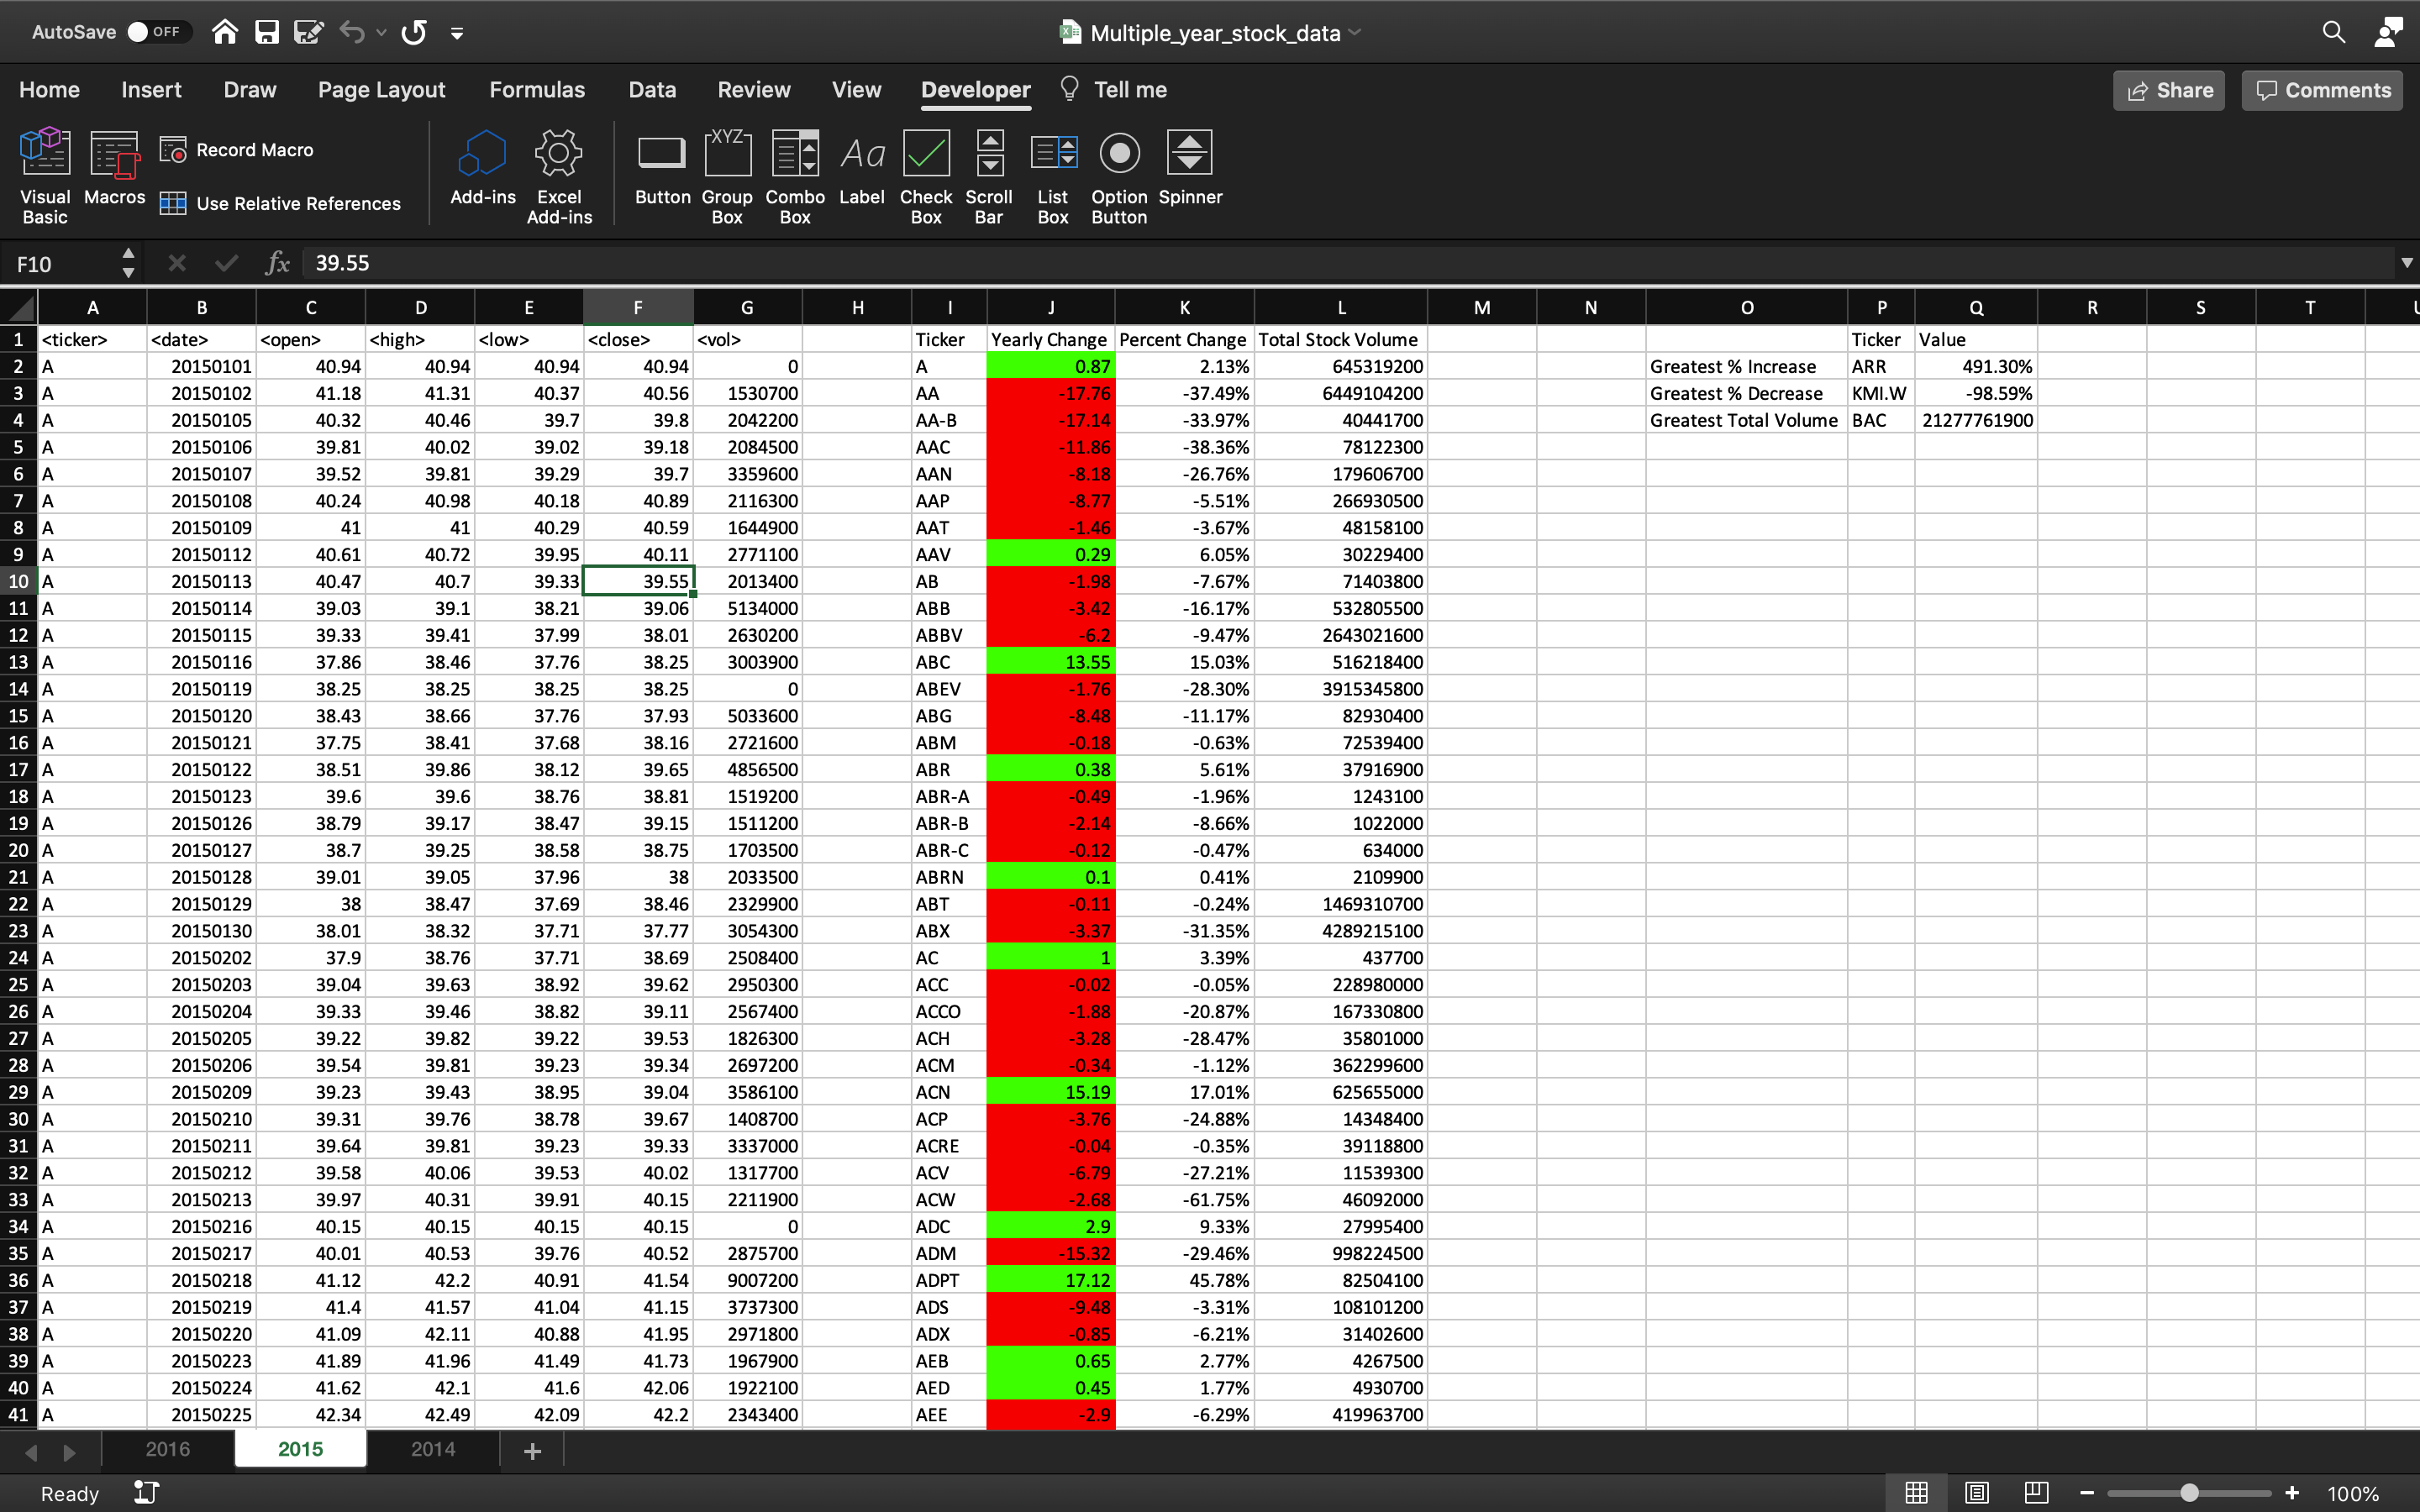 AutoSave OFF Multiple_year_stock_data
Home Insert Draw Page Layout Formulas Data Review View Developer Tell me Share Comments
Visual Basic Macros Record Macro Use Relative References Add-ins Excel Add-ins Button Group Box Combo Box Label Check Box Scroll Bar List Box Option Button Spinner
XYZ Aa
F10 fx 39.55
A B C D E F G H I J K L M N O P Q R S T
1 <ticker> <date> <open> <high> <low> <close> <vol> Ticker Yearly Change Percent Change Total Stock Volume Ticker Value
2 A 20150101 40.94 40.94 40.94 40.94 0 A 0.87 2.13% 645319200 Greatest % Increase ARR 491.30%
3 A 20150102 41.18 41.31 40.37 40.56 1530700 AA -17.76 -37.49% 6449104200 Greatest % Decrease KMI.W -98.59%
4 A 20150105 40.32 40.46 39.7 39.8 2042200 AA-B -17.14 -33.97% 40441700 Greatest Total Volume BAC 21277761900
5 A 20150106 39.81 40.02 39.02 39.18 2084500 AAC -11.86 -38.36% 78122300
6 A 20150107 39.52 39.81 39.29 39.7 3359600 AAN -8.18 -26.76% 179606700
7 A 20150108 40.24 40.98 40.18 40.89 2116300 AAP -8.77 -5.51% 266930500
8 A 20150109 41 41 40.29 40.59 1644900 AAT -1.46 -3.67% 48158100
9 A 20150112 40.61 40.72 39.95 40.11 2771100 AAV 0.29 6.05% 30229400
10 A 20150113 40.47 40.7 39.33 39.55 2013400 AB -1.98 -7.67% 71403800
11 A 20150114 39.03 39.1 38.21 39.06 5134000 ABB -3.42 -16.17% 532805500
12 A 20150115 39.33 39.41 37.99 38.01 2630200 ABBV -6.2 -9.47% 2643021600
13 A 20150116 37.86 38.46 37.76 38.25 3003900 ABC 13.55 15.03% 516218400
14 A 20150119 38.25 38.25 38.25 38.25 0 ABEV -1.76 -28.30% 3915345800
15 A 20150120 38.43 38.66 37.76 37.93 5033600 ABG -8.48 -11.17% 82930400
16 A 20150121 37.75 38.41 37.68 38.16 2721600 ABM -0.18 -0.63% 72539400
17 A 20150122 38.51 39.86 38.12 39.65 4856500 ABR 0.38 5.61% 37916900
18 A 20150123 39.6 39.6 38.76 38.81 1519200 ABR-A -0.49 -1.96% 1243100
19 A 20150126 38.79 39.17 38.47 39.15 1511200 ABR-B -2.14 -8.66% 1022000
20 A 20150127 38.7 39.25 38.58 38.75 1703500 ABR-C -0.12 -0.47% 634000
21 A 20150128 39.01 39.05 37.96 38 2033500 ABRN 0.1 0.41% 2109900
22 A 20150129 38 38.47 37.69 38.46 2329900 ABT -0.11 -0.24% 1469310700
23 A 20150130 38.01 38.32 37.71 37.77 3054300 ABX -3.37 -31.35% 4289215100
24 A 20150202 37.9 38.76 37.71 38.69 2508400 AC 1 3.39% 437700
25 A 20150203 39.04 39.63 38.92 39.62 2950300 ACC -0.02 -0.05% 228980000
26 A 20150204 39.33 39.46 38.82 39.11 2567400 ACCO -1.88 -20.87% 167330800
27 A 20150205 39.22 39.82 39.22 39.53 1826300 ACH -3.28 -28.47% 35801000
28 A 20150206 39.54 39.81 39.23 39.34 2697200 ACM -0.34 -1.12% 362299600
29 A 20150209 39.23 39.43 38.95 39.04 3586100 ACN 15.19 17.01% 625655000
30 A 20150210 39.31 39.76 38.78 39.67 1408700 ACP -3.76 -24.88% 14348400
31 A 20150211 39.64 39.81 39.23 39.33 3337000 ACRE -0.04 -0.35% 39118800
32 A 20150212 39.58 40.06 39.53 40.02 1317700 ACV -6.79 -27.21% 11539300
33 A 20150213 39.97 40.31 39.91 40.15 2211900 ACW -2.68 -61.75% 46092000
34 A 20150216 40.15 40.15 40.15 40.15 0 ADC 2.9 9.33% 27995400
35 A 20150217 40.01 40.53 39.76 40.52 2875700 ADM -15.32 -29.46% 998224500
36 A 20150218 41.12 42.2 40.91 41.54 9007200 ADPT 17.12 45.78% 82504100
37 A 20150219 41.4 41.57 41.04 41.15 3737300 ADS -9.48 -3.31% 108101200
38 A 20150220 41.09 42.11 40.88 41.95 2971800 ADX -0.85 -6.21% 31402600
39 A 20150223 41.89 41.96 41.49 41.73 1967900 AEB 0.65 2.77% 4267500
40 A 20150224 41.62 42.1 41.6 42.06 1922100 AED 0.45 1.77% 4930700
41 A 20150225 42.34 42.49 42.09 42.2 2343400 AEE -2.9 -6.29% 419963700
2016 2015 2014 +
Ready 100%